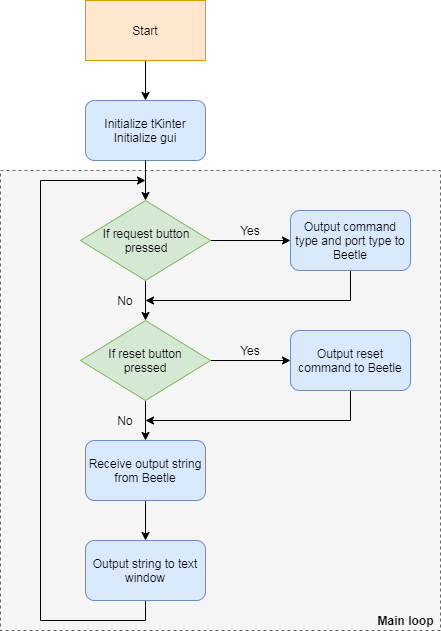 Start
Initialize tKinter
Initialize gui
If request button
pressed
Yes
Output command
type and port type to
Beetle
No
If reset button
pressed
Yes
Output reset
command to Beetle
No
Receive output string
from Beetle
Output string to text
window
Main loop